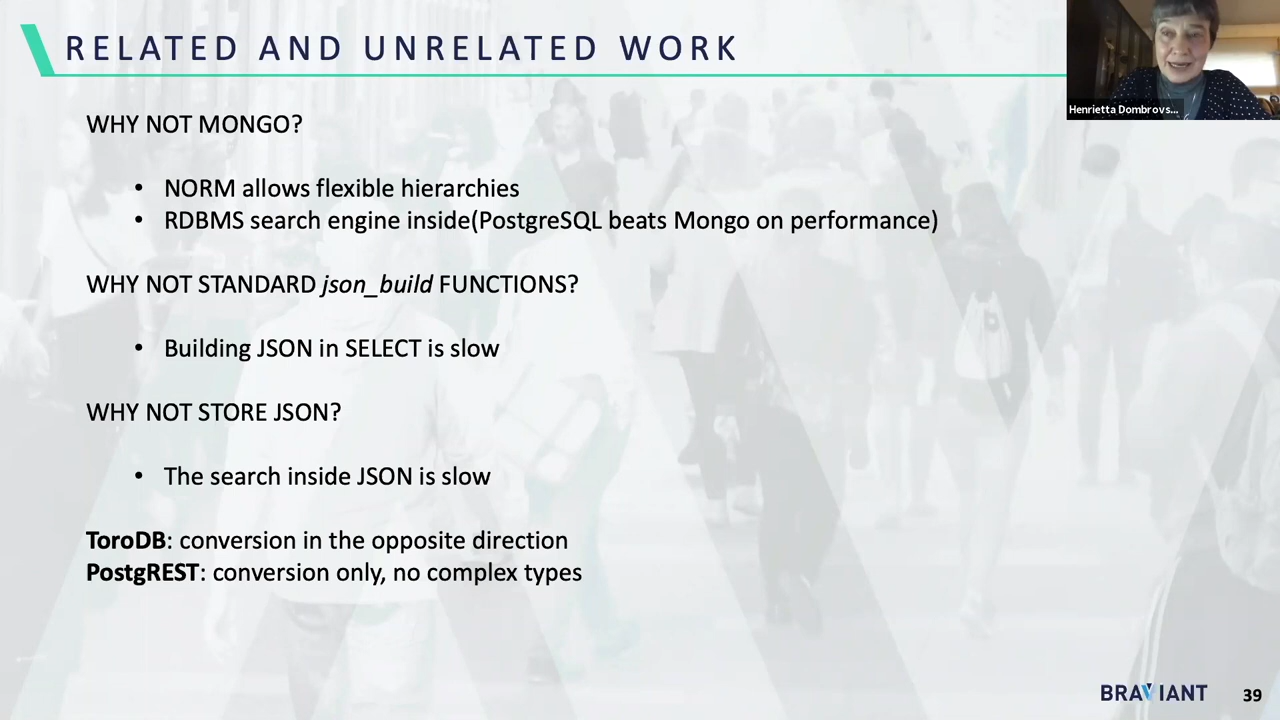 RELATED AND UNRELATED WORK
Henrietta Dombrovs...
WHY NOT MONGO?
• NORM allows flexible hierarchies
• RDBMS search engine inside(PostgreSQL beats Mongo on performance)
WHY NOT STANDARD json_build FUNCTIONS?
• Building JSON in SELECT is slow
WHY NOT STORE JSON?
• The search inside JSON is slow
ToroDB: conversion in the opposite direction
PostgREST: conversion only, no complex types
BRAVIANT
39